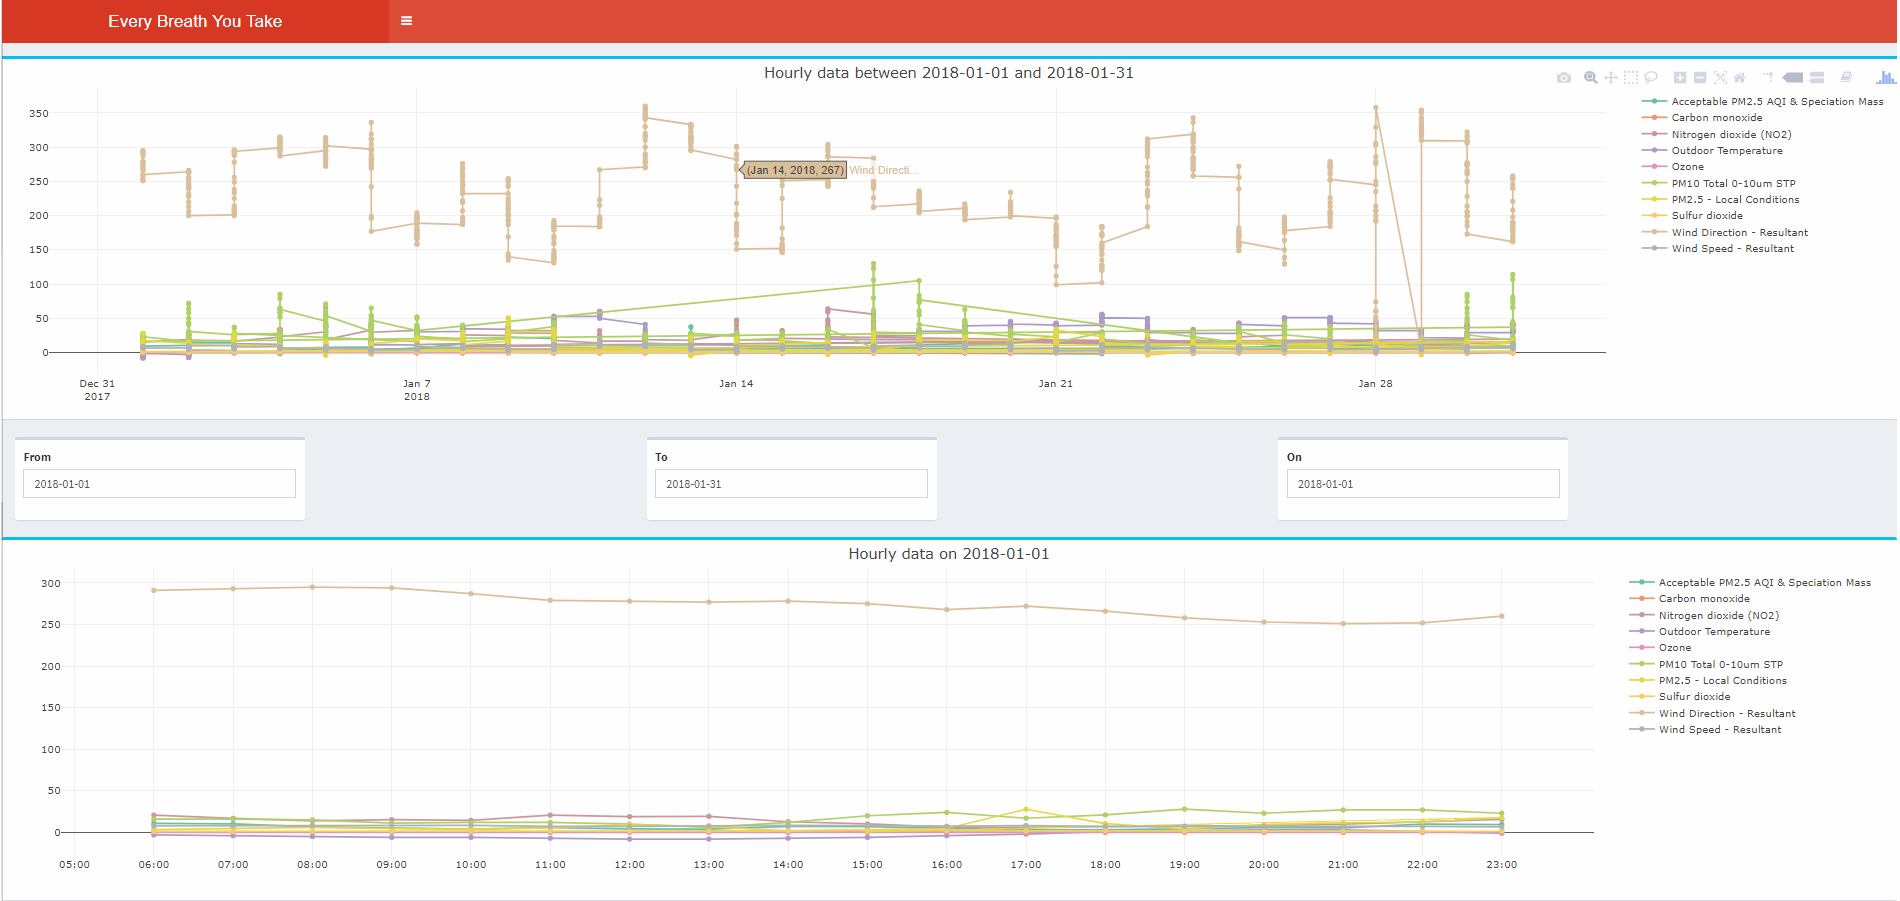 Every Breath You Take
Hourly data between 2018-01-01 and 2018-01-31
350
300
250
200
150
100
50
0
(Jan 14, 2018, 267) Wind Directi...
Dec 31
2017
Jan 7
2018
Jan 14
Jan 21
Jan 28
Acceptable PM2.5 AQI & Speciation Mass
Carbon monoxide
Nitrogen dioxide (NO2)
Outdoor Temperature
Ozone
PM10 Total 0-10um STP
PM2.5 - Local Conditions
Sulfur dioxide
Wind Direction - Resultant
Wind Speed - Resultant
From
2018-01-01
To
2018-01-31
On
2018-01-01
Hourly data on 2018-01-01
300
250
200
150
100
50
0
05:00
06:00
07:00
08:00
09:00
10:00
11:00
12:00
13:00
14:00
15:00
16:00
17:00
18:00
19:00
20:00
21:00
22:00
23:00
Acceptable PM2.5 AQI & Speciation Mass
Carbon monoxide
Nitrogen dioxide (NO2)
Outdoor Temperature
Ozone
PM10 Total 0-10um STP
PM2.5 - Local Conditions
Sulfur dioxide
Wind Direction - Resultant
Wind Speed - Resultant